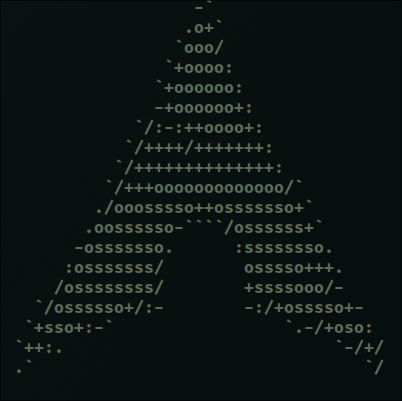 -`
                 .o+`
                `ooo/
               `+oooo:
              `+oooooo:
              -+oooooo+:
            `/:-:++oooo+:
           `/++++/+++++++:
          `/++++++++++++++:
         `/+++ooooooooooooo/`
        ./ooosssso++osssssso+`
       .oossssso-````/ossssss+`
      -osssssso.      :ssssssso.
     :osssssss/        osssso+++.
    /ossssssss/        +ssssooo/-
  `/ossssso+/:-        -:/+osssso+-
 `+sso+:-`                 `.-/+oso:
`++:.                           `-/+/
.`                                 `/